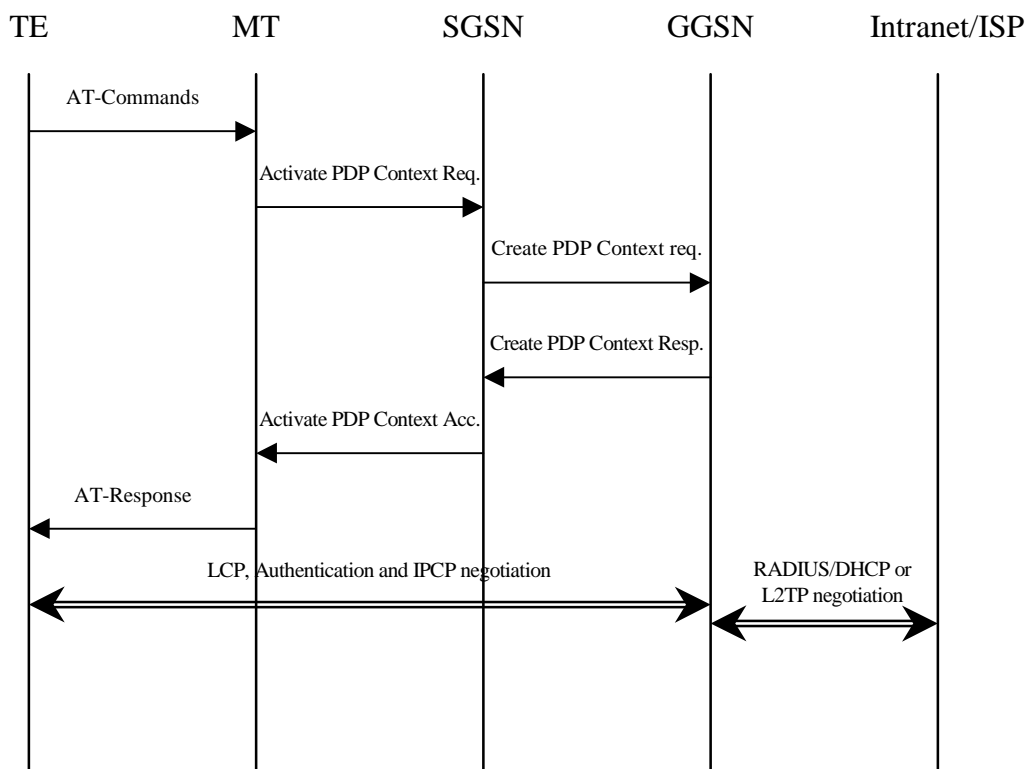 TE
MT
SGSN
GGSN
Intranet/ISP
AT-Commands
Activate PDP Context Req.
Create PDP Context req.
Create PDP Context Resp.
Activate PDP Context Acc.
AT-Response
LCP, Authentication and IPCP negotiation
RADIUS/DHCP or
L2TP negotiation